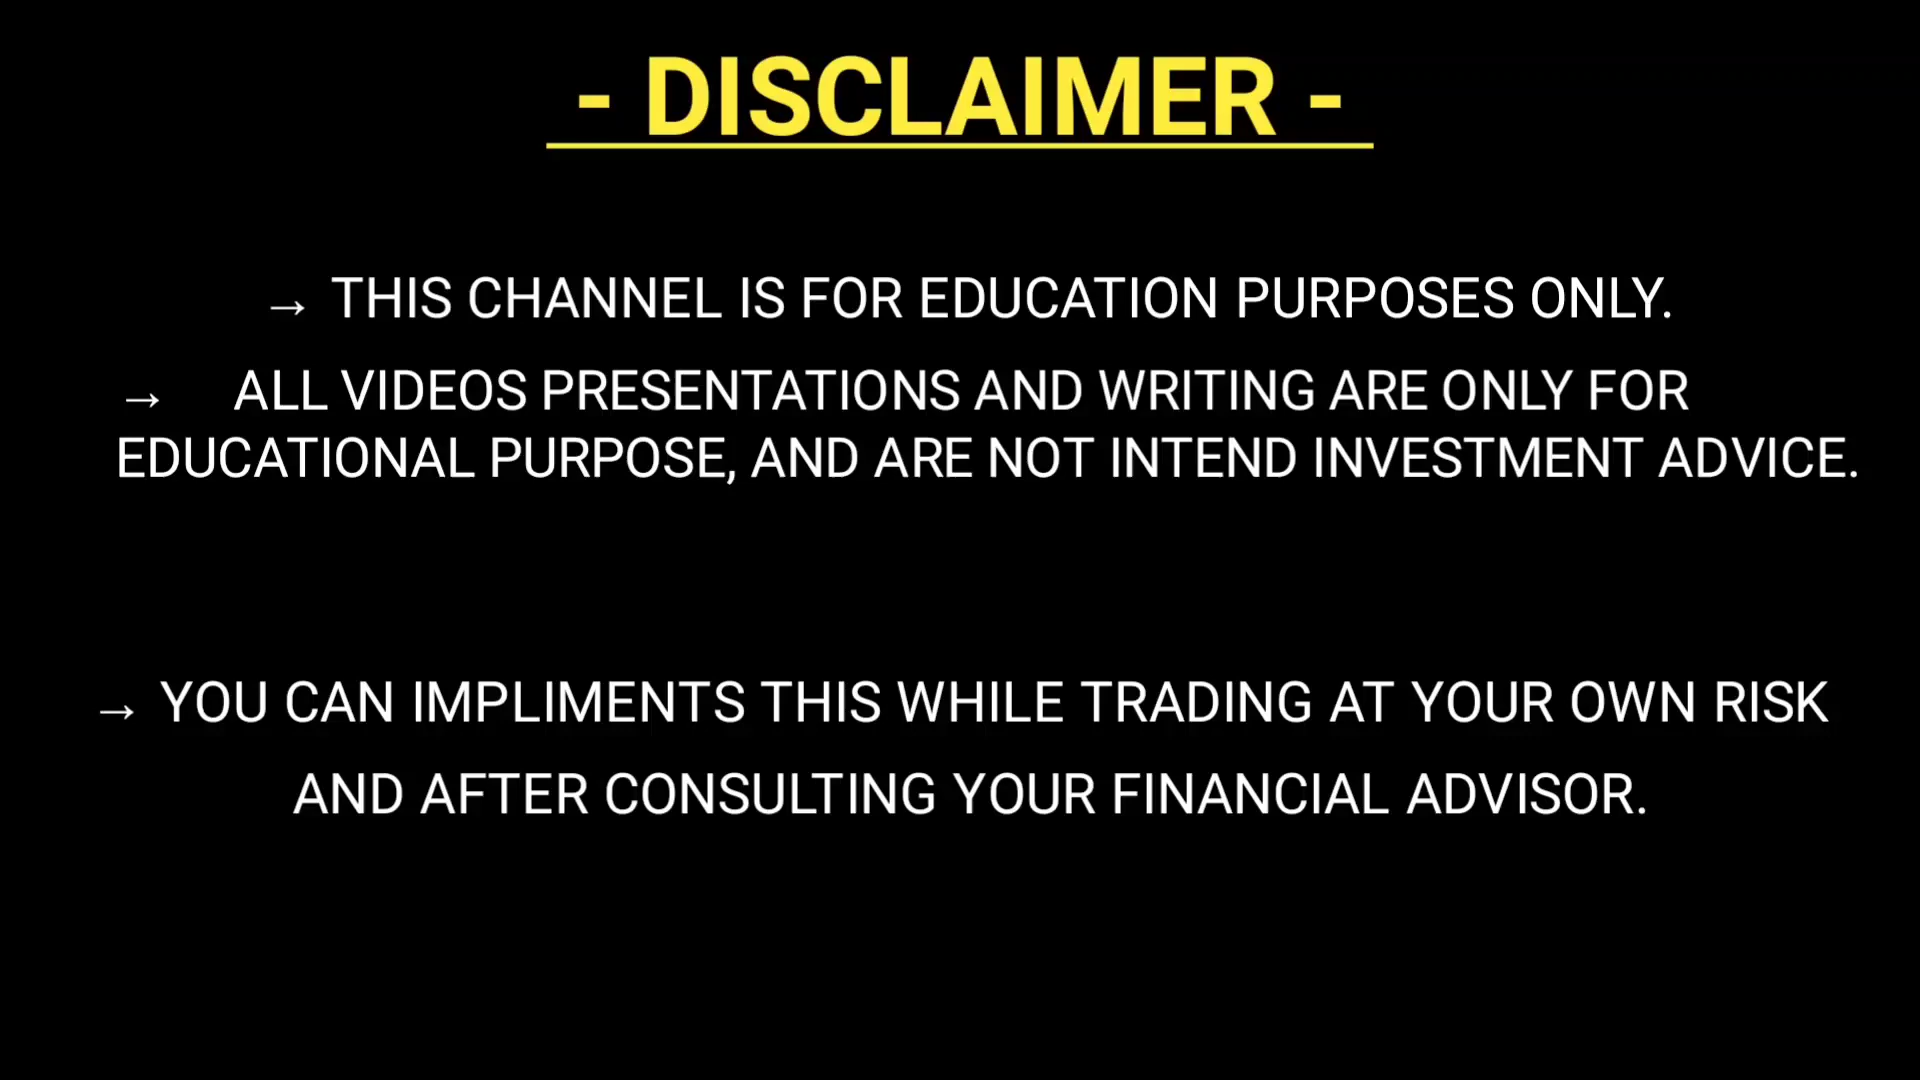 - DISCLAIMER -
→ THIS CHANNEL IS FOR EDUCATION PURPOSES ONLY.
→ ALL VIDEOS PRESENTATIONS AND WRITING ARE ONLY FOR
EDUCATIONAL PURPOSE, AND ARE NOT INTEND INVESTMENT ADVICE.
→ YOU CAN IMPLIMENTS THIS WHILE TRADING AT YOUR OWN RISK
AND AFTER CONSULTING YOUR FINANCIAL ADVISOR.